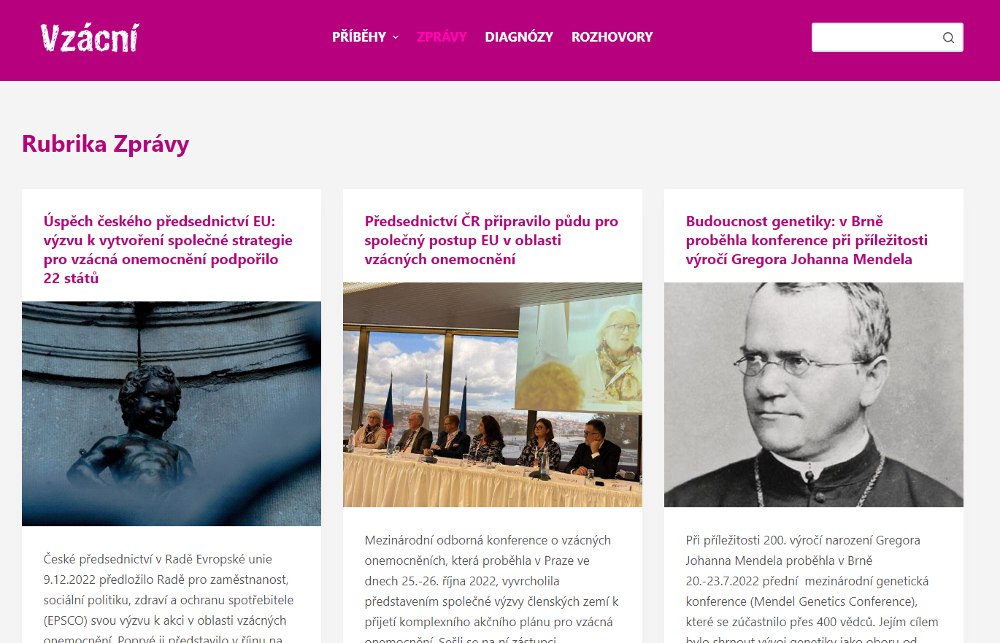 Vzácní
PŘÍBĚHY
ZPRÁVY
DIAGNÓZY
ROZHOVORY
Rubrika Zprávy
Úspěch českého předsednictví EU:
výzvu k vytvoření společné strategie
pro vzácná onemocnění podpořilo
22 států
České předsednictví v Radě Evropské unie
9.12.2022 předložilo Radě pro zaměstnanost,
sociální politiku, zdraví a ochranu spotřebitele
(EPSCO) svou výzvu k akci v oblasti vzácných
onemocnění. Poprvé ji představilo v říjnu na
Předsednictví ČR připravilo půdu pro
společný postup EU v oblasti
vzácných onemocnění
Mezinárodní odborná konference o vzácných
onemocněních, která proběhla v Praze ve
dnech 25.-26. října 2022, vyvrcholila
představením společné výzvy členských zemí k
přijetí komplexního akčního plánu pro vzácná
onemocnění. Sešli se na ní zástupci
Budoucnost genetiky: v Brně
proběhla konference při příležitosti
výročí Gregora Johanna Mendela
Při příležitosti 200. výročí narození Gregora
Johanna Mendela proběhla v Brně
20.-23.7.2022 přední  mezinárodní genetická
konference (Mendel Genetics Conference),
které se zúčastnilo přes 400 vědců. Jejím cílem
bylo shrnout vývoj genetiky jako oboru od